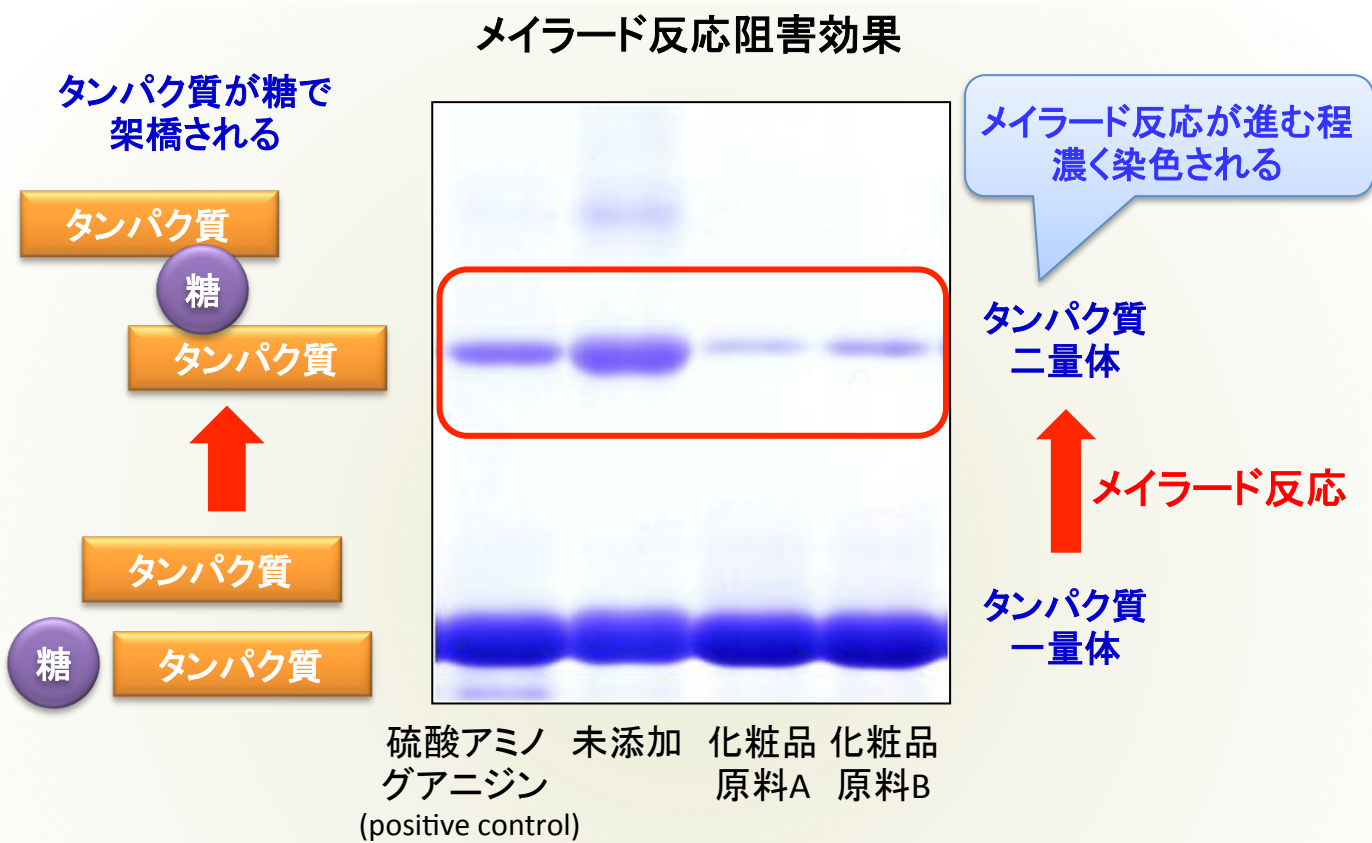 メイラード反応阻害効果
タンパク質が糖で
架橋される
タンパク質
糖
タンパク質
タンパク質
糖
タンパク質
メイラード反応が進む程
濃く染色される
タンパク質
二量体
メイラード反応
タンパク質
一量体
硫酸アミノ
グアニジン
(positive control)
未添加
化粧品
原料A
化粧品
原料B